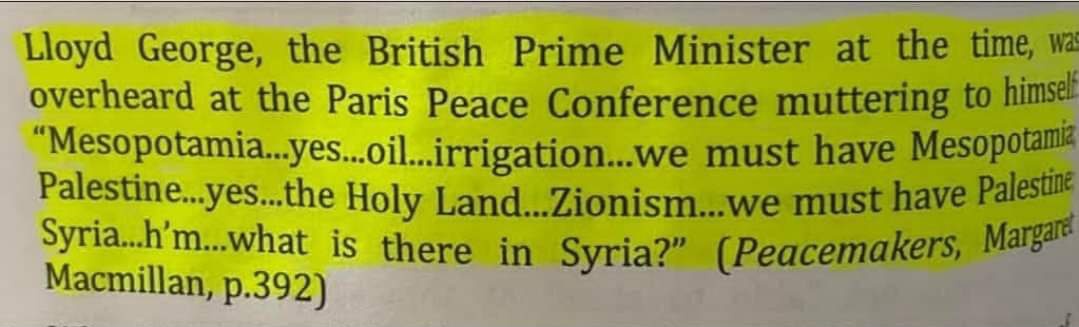 Lloyd George, the British Prime Minister at the time, was
overheard at the Paris Peace Conference muttering to himself
“Mesopotamia...yes...oil...irrigation...we must have Mesopotamia
Palestine...yes...the Holy Land...Zionism...we must have Palestine
Syria...h'm...what is there in Syria?” (Peacemakers, Margaret
Macmillan, p.392)